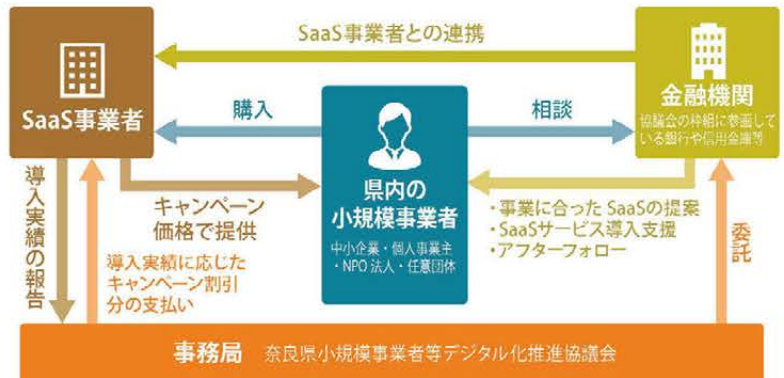 SaaS事業者との連携
SaaS事業者
金融機関
協議会の枠組に参画して
いる銀行や信用金庫等
購入
相談
県内の
小規模事業者
中小企業・個人事業主
・NPO法人・任意団体
導入実績の報告
キャンペーン
価格で提供
導入実績に応じた
キャンペーン割引
分の支払い
・事業に合ったSaaSの提案
・SaaSサービス導入支援
・アフターフォロー
委託
事務局 奈良県小規模事業者等デジタル化推進協議会